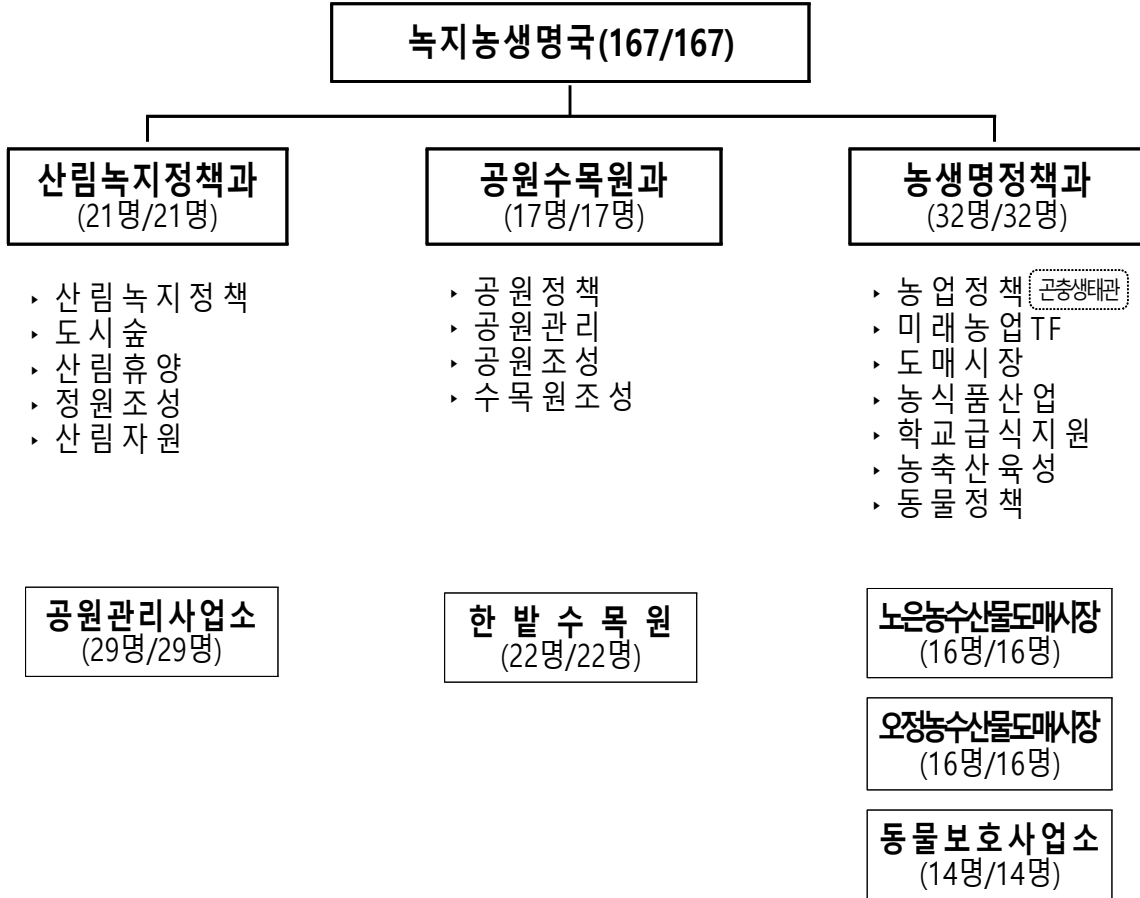 녹지농생명국(167/167)
산림녹지정책과
(21명/21명)
‣ 산림녹지정책
‣ 도시숲
‣ 산림휴양
‣ 정원조성
‣ 산림자원
공원수목원과
(17명/17명)
‣ 공원정책
‣ 공원관리
‣ 공원조성
‣ 수목원조성
농생명정책과
(32명/32명)
‣ 농업정책 곤충생태관
‣ 미래농업TF
‣ 도매시장
‣ 농식품산업
‣ 학교급식지원
‣ 농축산육성
‣ 동물정책
공원관리사업소
(29명/29명)
한 밭 수 목 원
(22명/22명)
노은농수산물도매시장
(16명/16명)
오정농수산물도매시장
(16명/16명)
동물보호사업소
(14명/14명)